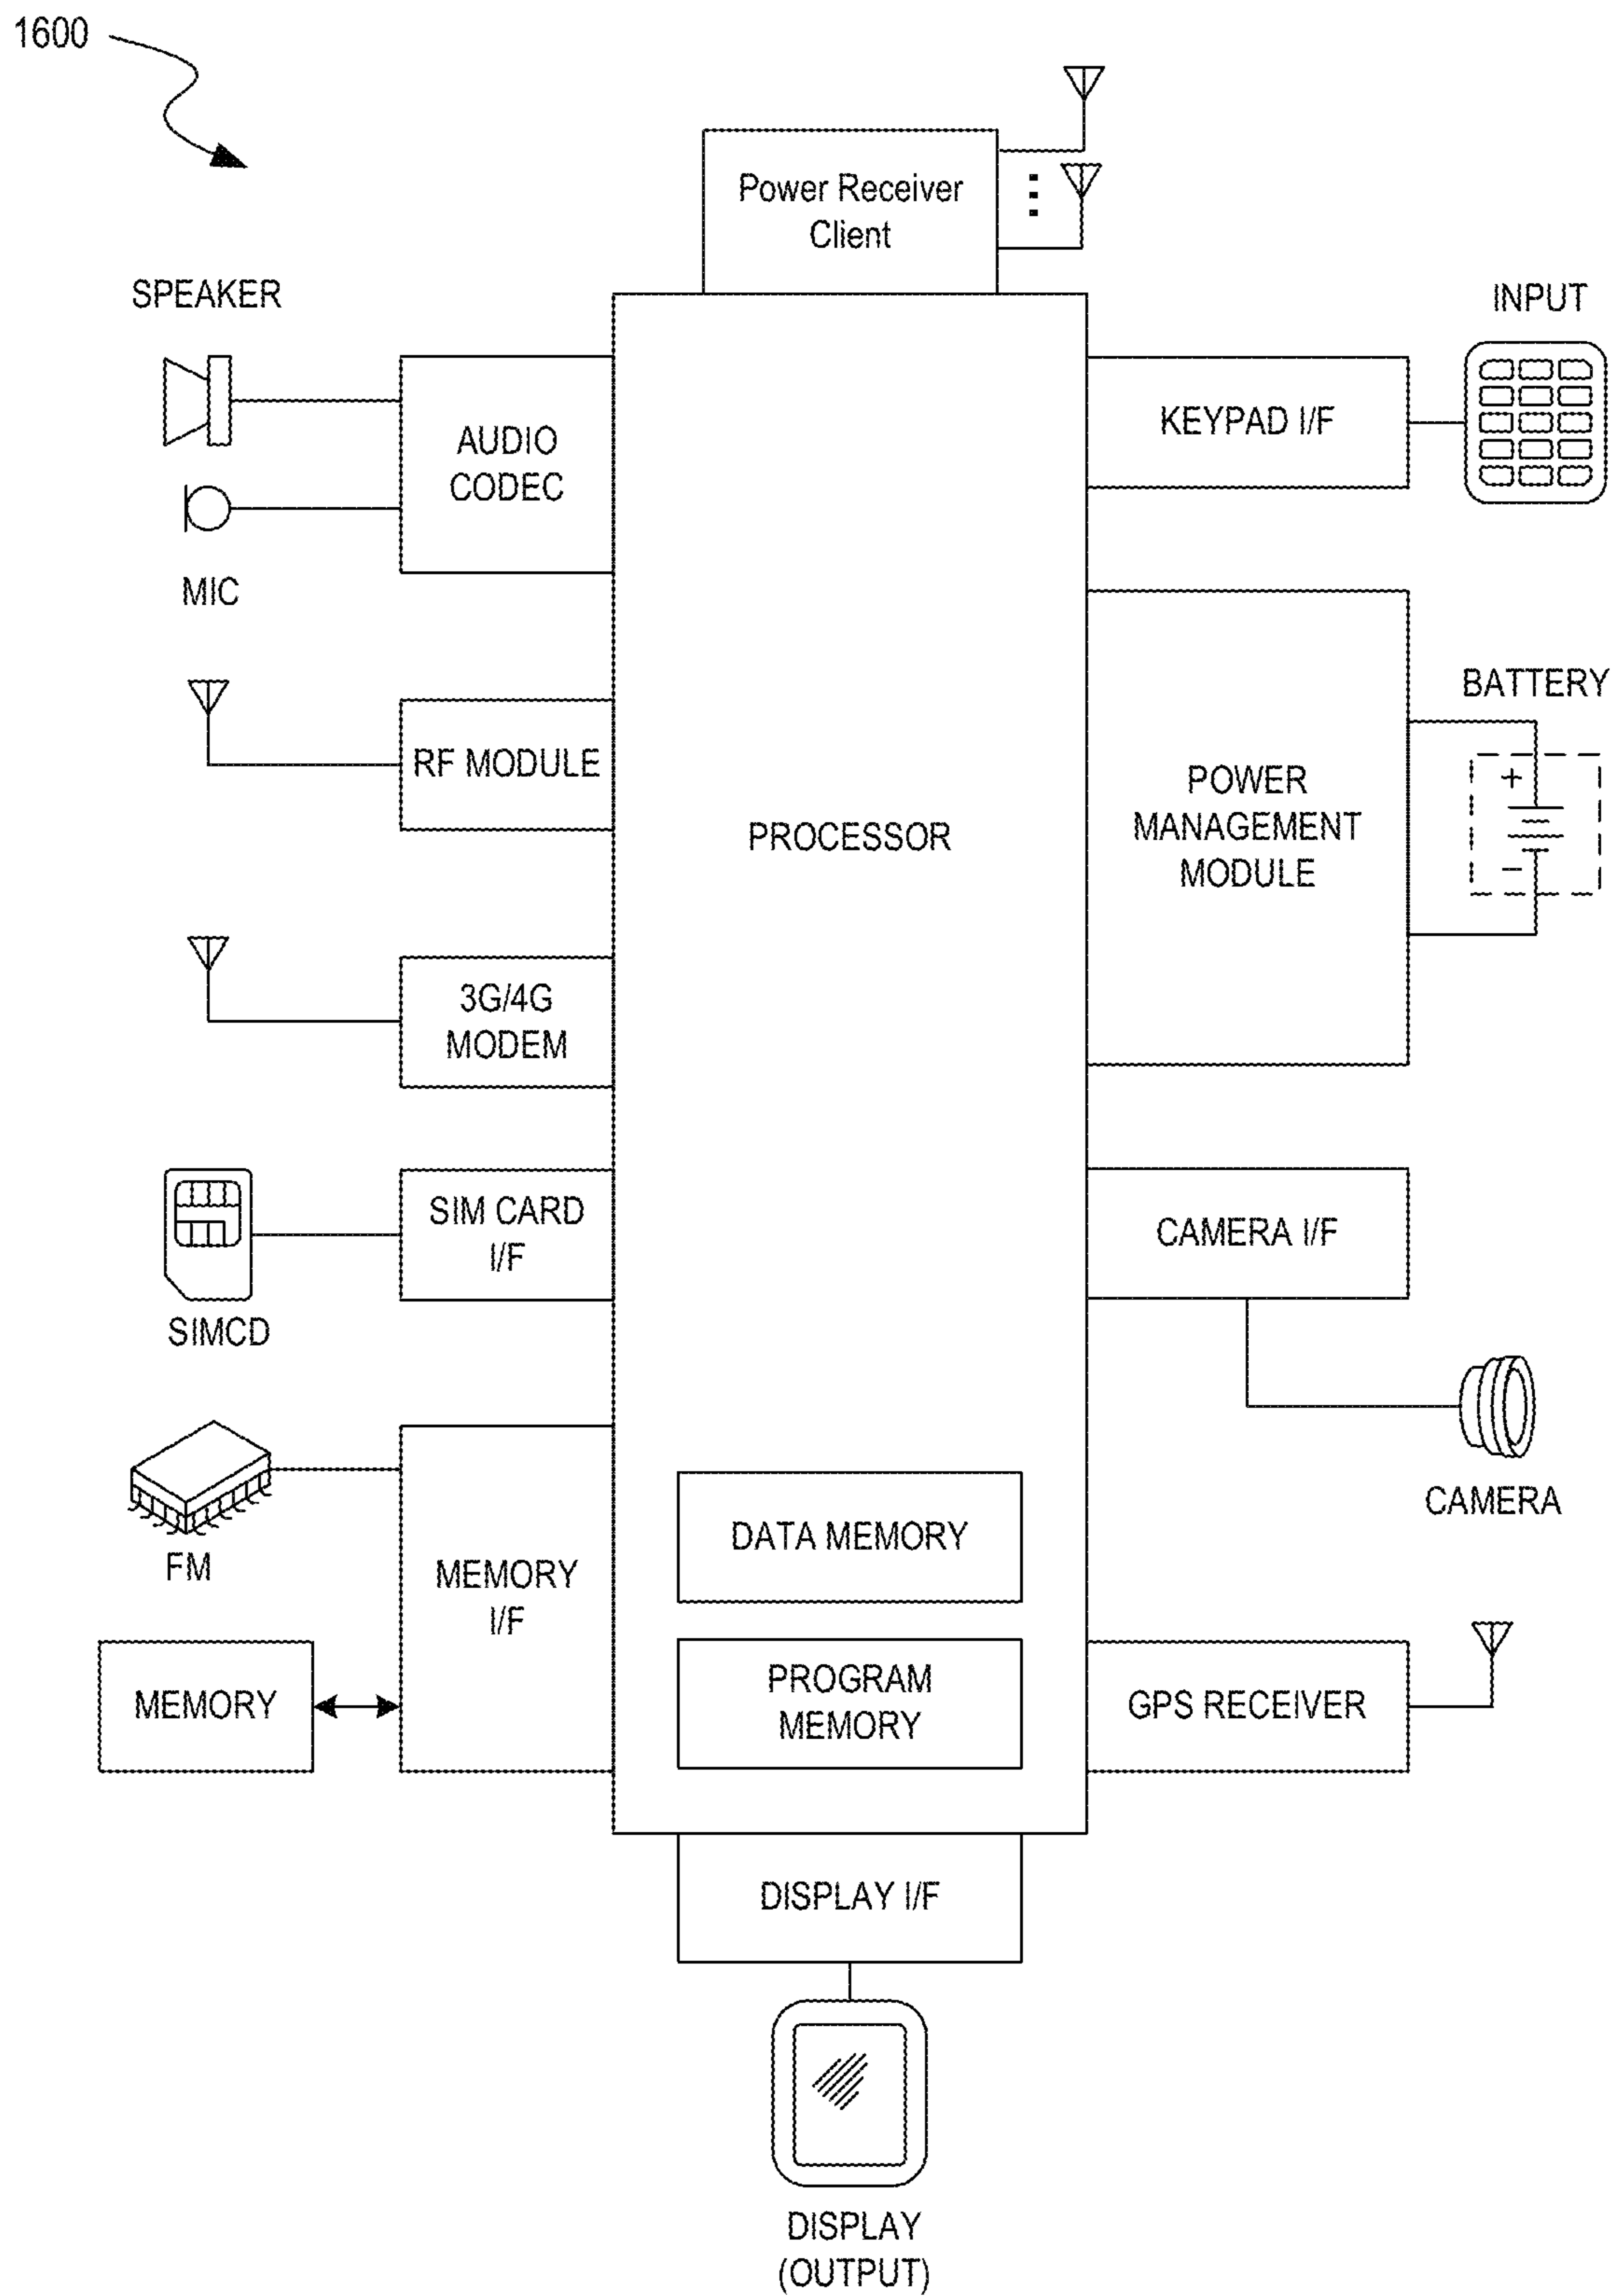 1600
Power Receiver
Client
SPEAKER
INPUT
AUDIO
CODEC
KEYPAD I/F
MIC
BATTERY
RF MODULE
PROCESSOR
POWER
MANAGEMENT
MODULE
+
−
3G/4G
MODEM
SIM CARD
I/F
CAMERA I/F
SIMCD
CAMERA
DATA MEMORY
FM
MEMORY
I/F
MEMORY
PROGRAM
MEMORY
GPS RECEIVER
DISPLAY I/F
DISPLAY
(OUTPUT)